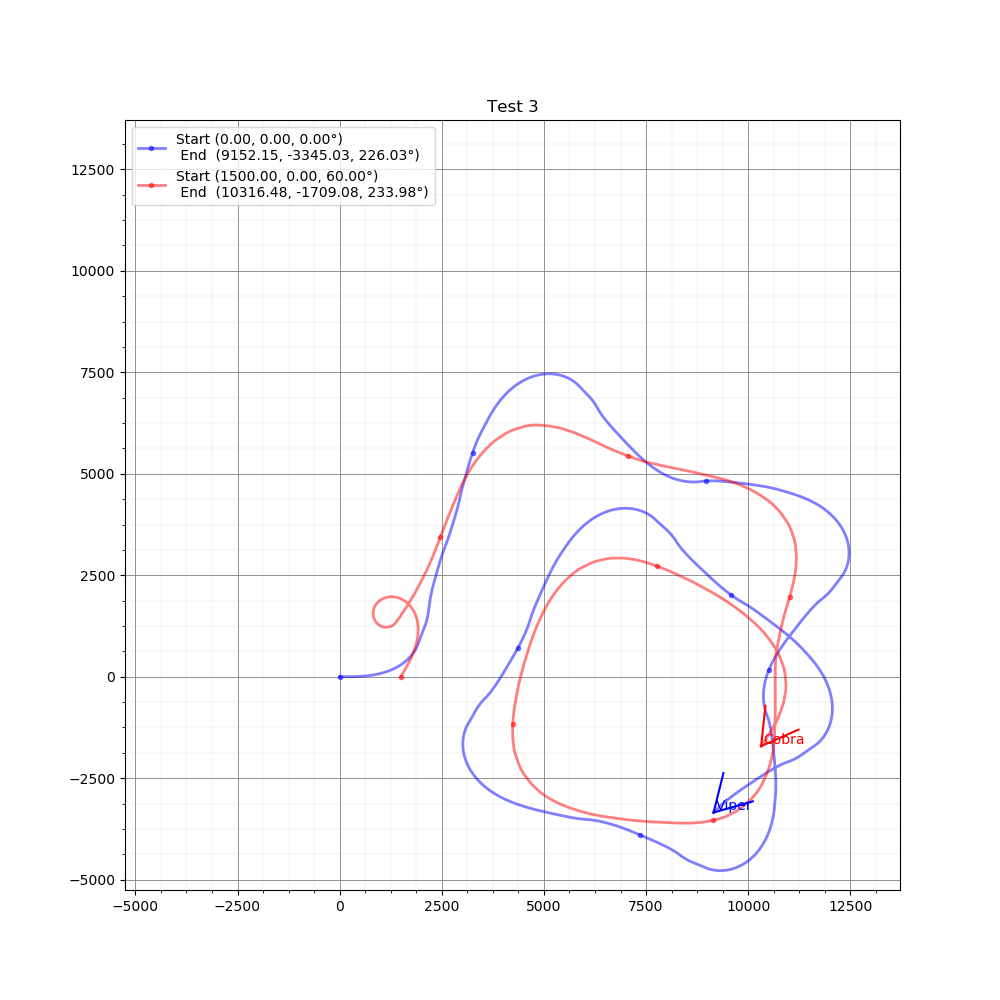 Test 3
Start (0.00, 0.00, 0.00°)
End (9152.15, -3345.03, 226.03°)
Start (1500.00, 0.00, 60.00°)
End (10316.48, -1709.08, 233.98°)
12500
10000
7500
5000
2500
0
−2500
−5000
Cobra
Viper
−5000 −2500 0 2500 5000 7500 10000 12500